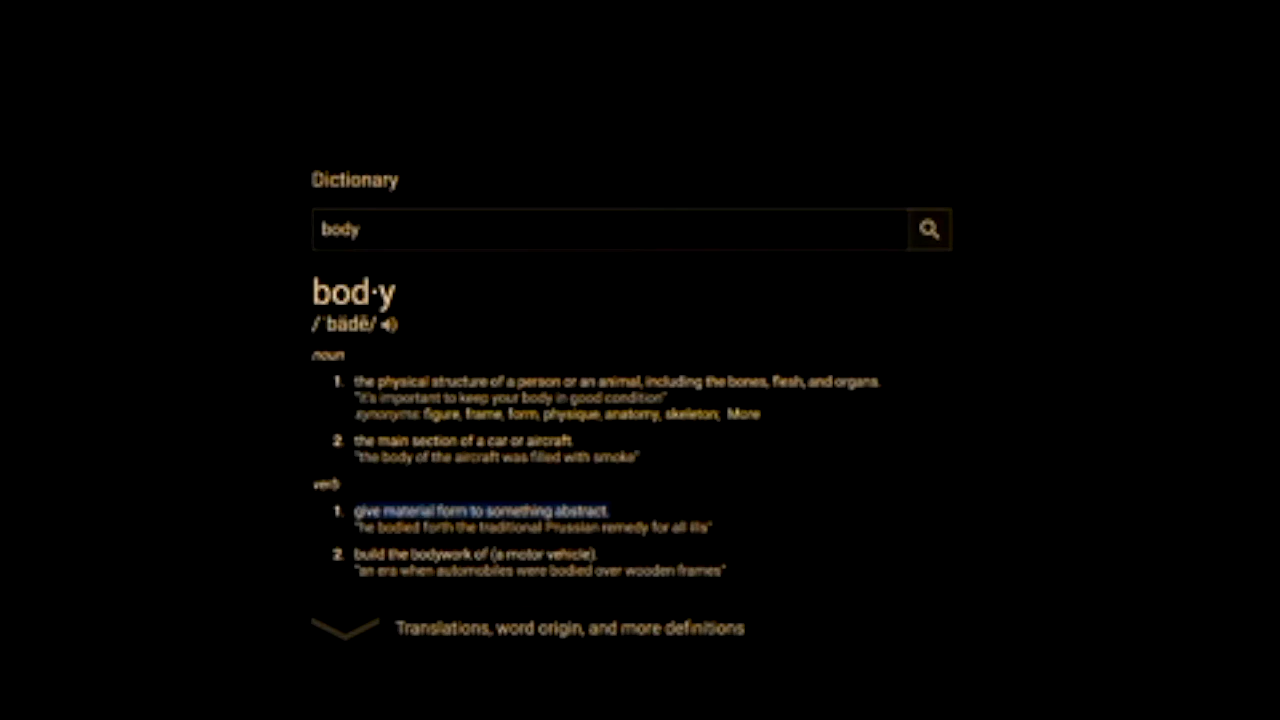 Dictionary
body
bod·y
/ˈbädē/
noun
1. the physical structure of a person or an animal, including the bones, flesh, and organs.
"it's important to keep your body in good condition"
synonyms: figure, frame, form, physique, anatomy, skeleton; More
2. the main section of a car or aircraft.
"the body of the aircraft was filled with smoke"
verb
1. give material form to something abstract.
"he bodied forth the traditional Prussian remedy for all ills"
2. build the bodywork of (a motor vehicle).
"an era when automobiles were bodied over wooden frames"
Translations, word origin, and more definitions